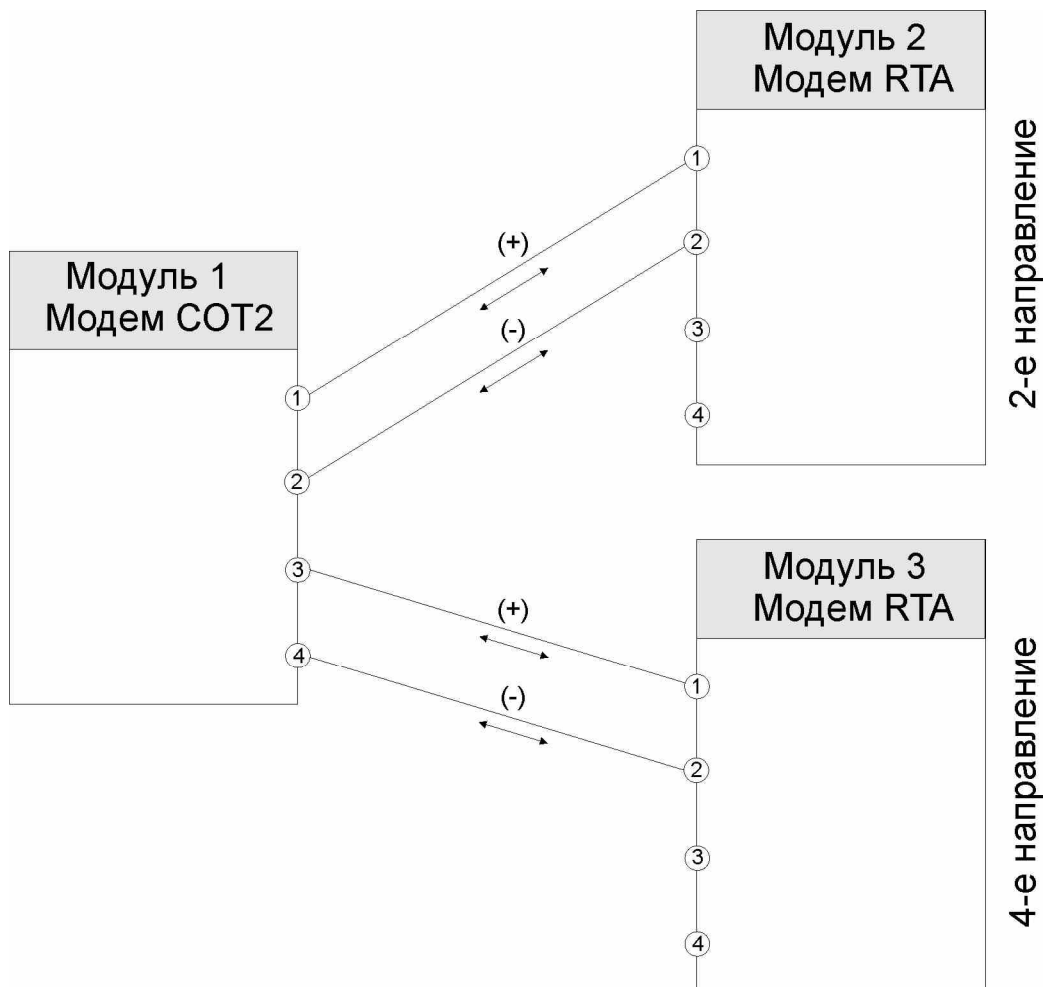 Модуль 2
Модем RTA
1
2
3
4
2-е направление
Модуль 1
Модем COT2
1
2
3
4
(+)
(-)
(+)
(-)
Модуль 3
Модем RTA
1
2
3
4
4-е направление